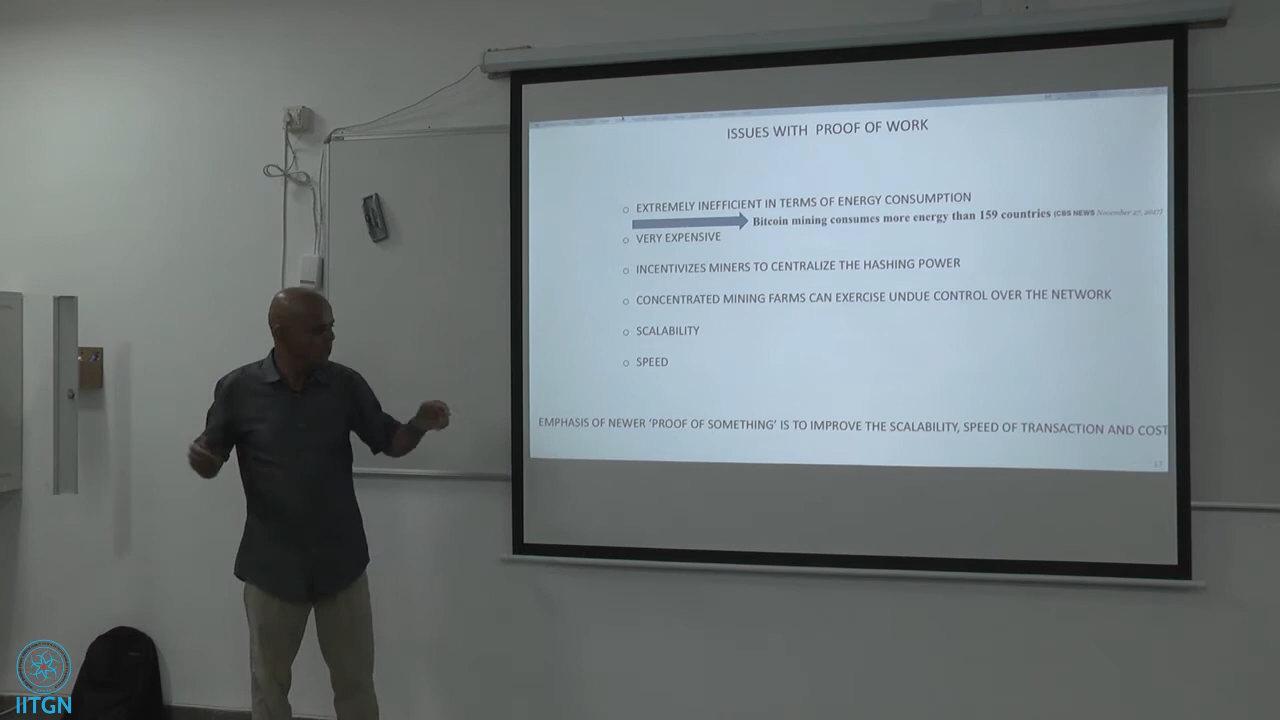 ISSUES WITH PROOF OF WORK
EXTREMELY INEFFICIENT IN TERMS OF ENERGY CONSUMPTION
Bitcoin mining consumes more energy than 159 countries (CBS NEWS November 27, 2017)
VERY EXPENSIVE
INCENTIVIZES MINERS TO CENTRALIZE THE HASHING POWER
CONCENTRATED MINING FARMS CAN EXERCISE UNDUE CONTROL OVER THE NETWORK
SCALABILITY
SPEED
EMPHASIS OF NEWER ‘PROOF OF SOMETHING’ IS TO IMPROVE THE SCALABILITY, SPEED OF TRANSACTION AND COST
17
IITGN